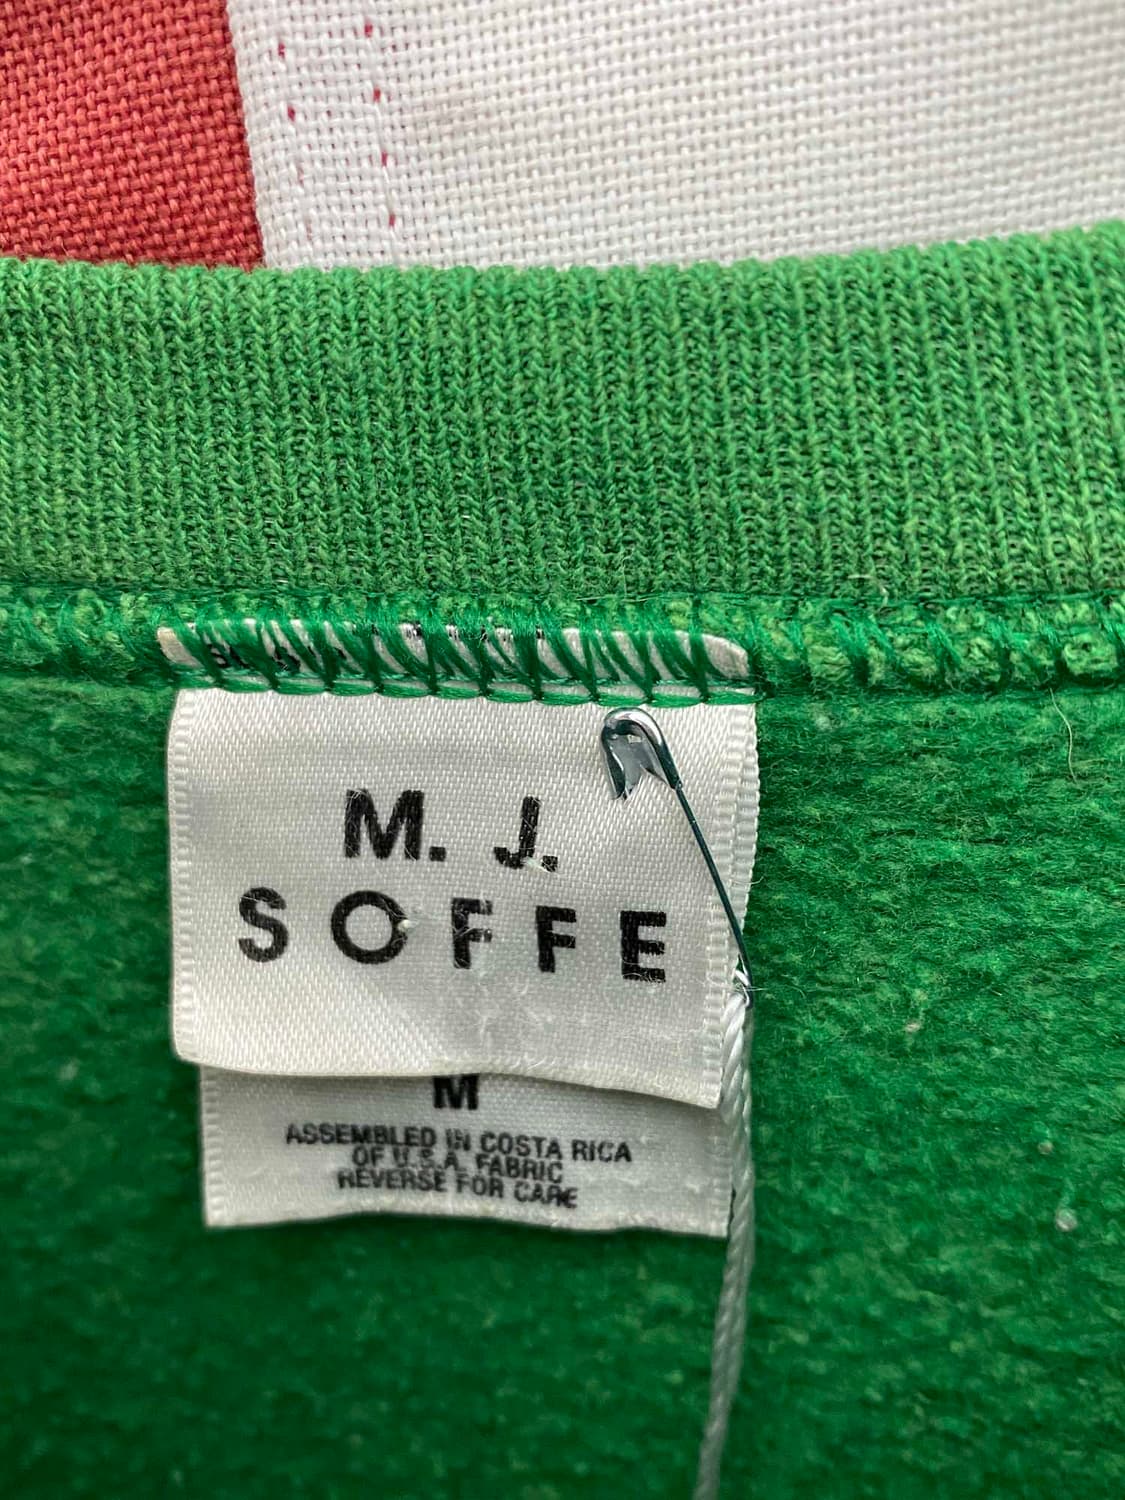 M. J.
SOFFE
M
ASSEMBLED IN COSTA RICA
OF U.S.A. FABRIC
REVERSE FOR CARE